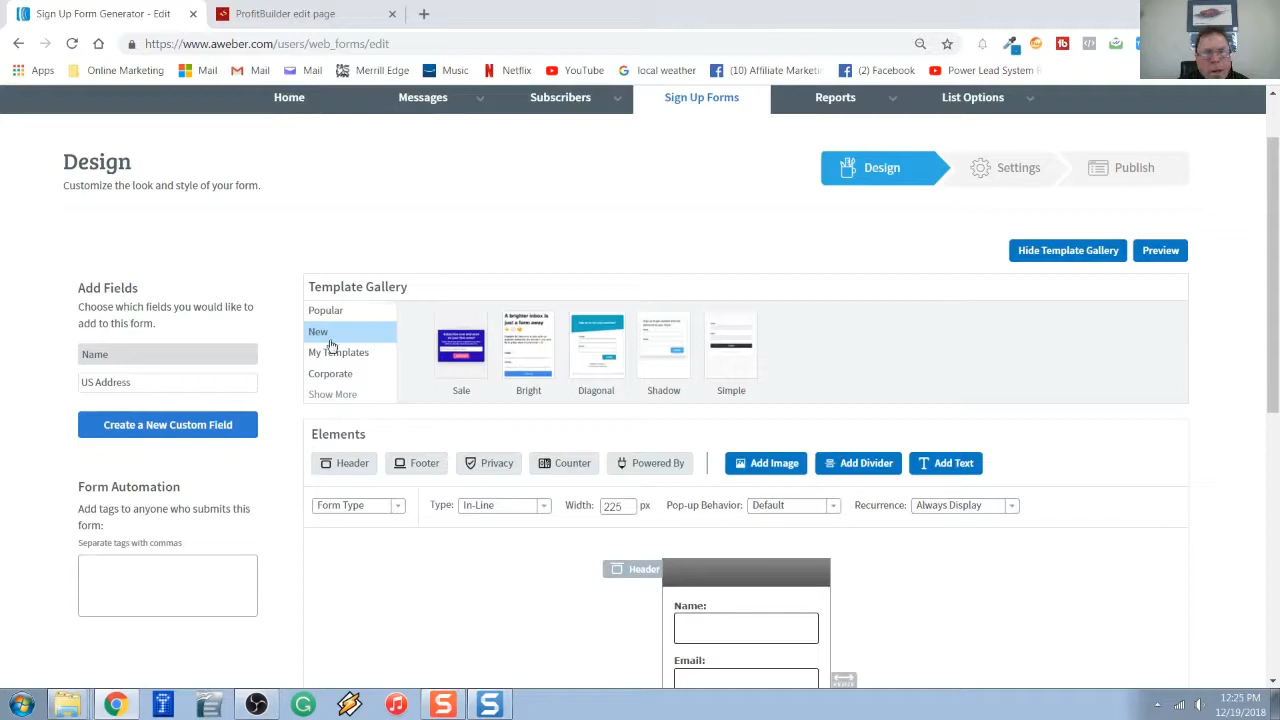 Sign Up Form Generator - Edit
ProfitBuilder edit page
https://www.aweber.com/users/web_form/edit
Apps Online Marketing Mail Mail Mail Merrill Edge Music Netflix YouTube local weather (10) Affiliate Marketi (2) Facebook Power Lead System R
Home Messages Subscribers Sign Up Forms Reports List Options
Design
Customize the look and style of your form.
Design Settings Publish
Hide Template Gallery Preview
Add Fields
Choose which fields you would like to
add to this form.
Name
US Address
Create a New Custom Field
Form Automation
Add tags to anyone who submits this
form:
Separate tags with commas
Template Gallery
Popular
New
My Templates
Corporate
Show More
A brighter inbox
is just a form away
Sale Bright Diagonal Shadow Simple
Elements
Header Footer Privacy Counter Powered By Add Image Add Divider Add Text
Form Type Type: In-Line Width: 225 px Pop-up Behavior: Default Recurrence: Always Display
Header
Name:
Email:
12:25 PM
12/19/2018